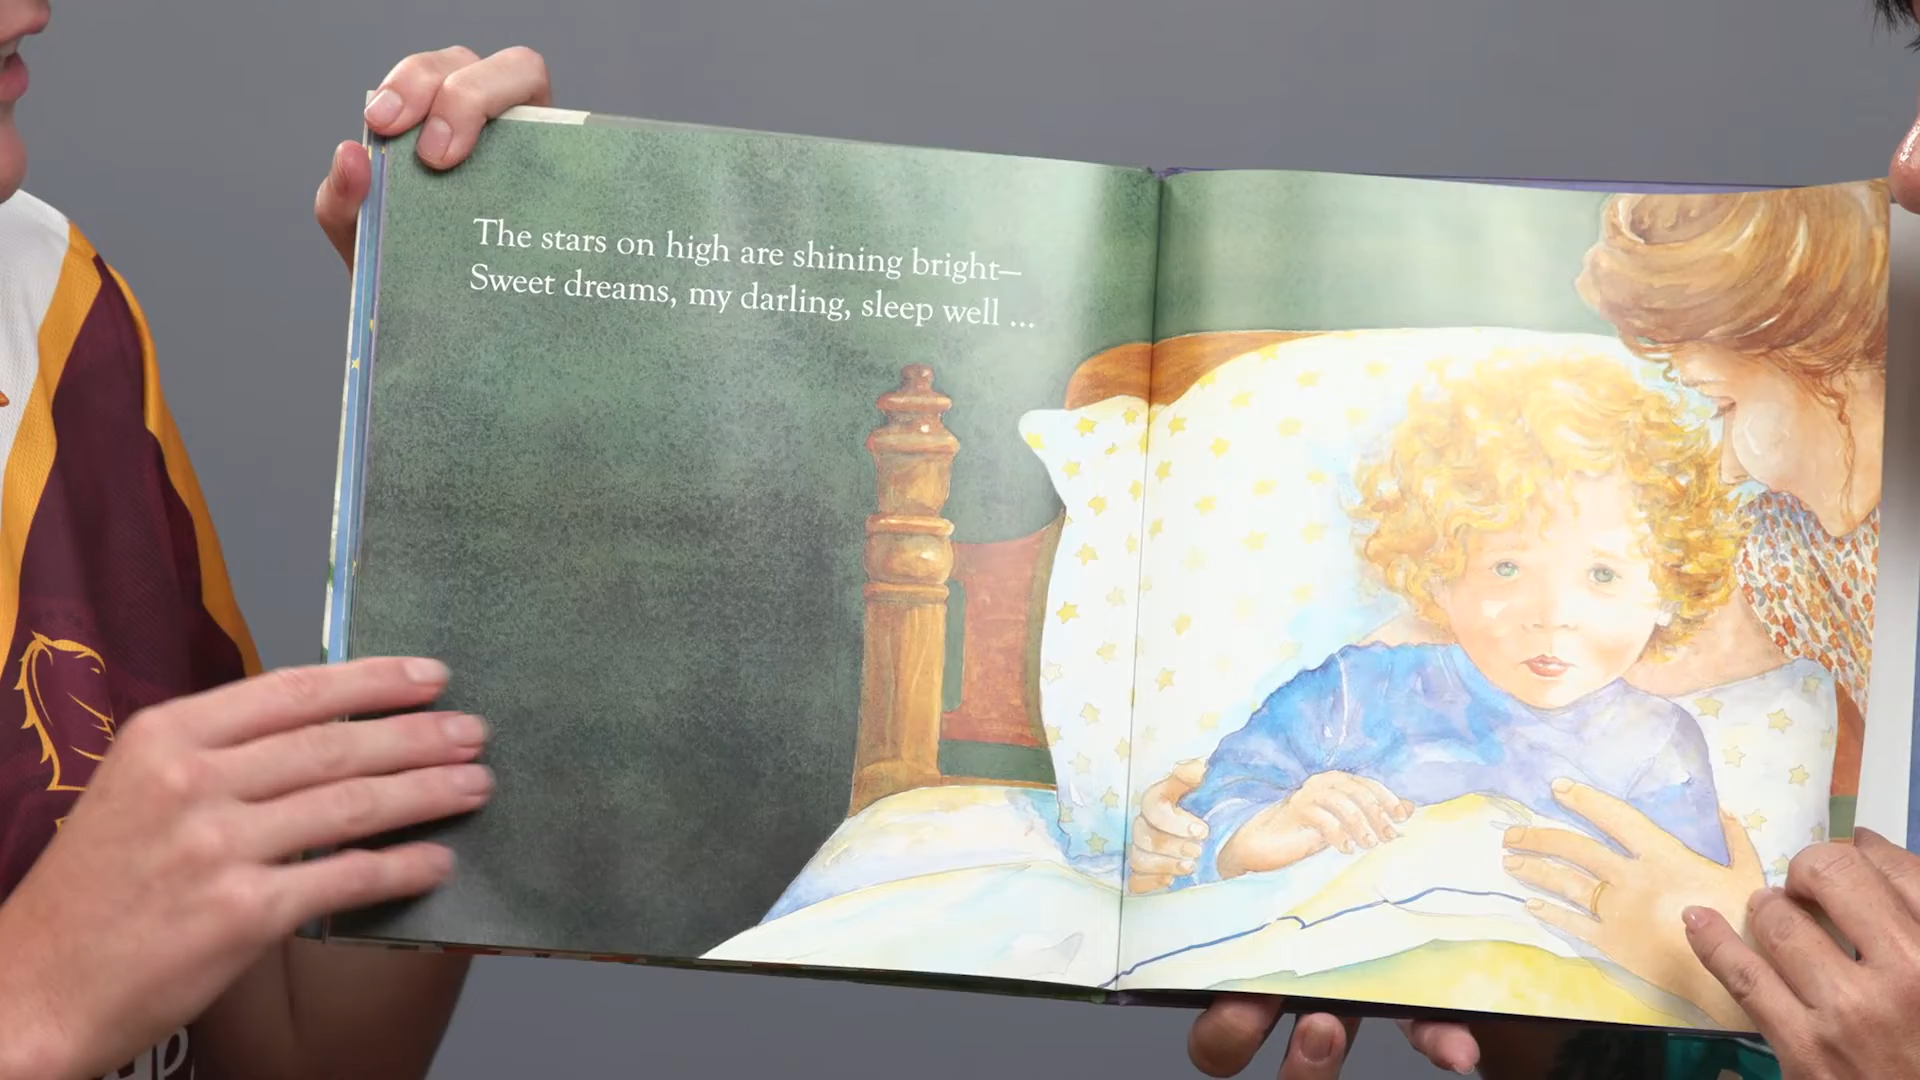 The stars on high are shining bright—
Sweet dreams, my darling, sleep well ...